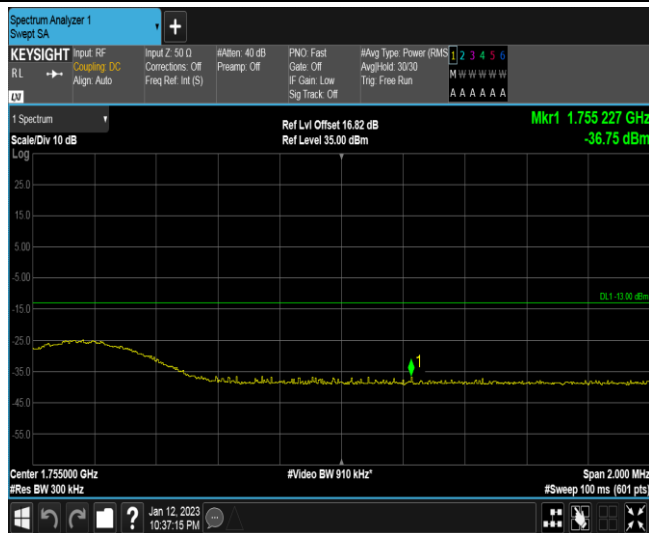 Spectrum Analyzer 1
Swept SA
+
KEYSIGHT
RL
Input: RF
Coupling: DC
Align: Auto
Input Z: 50 Ω
Corrections: Off
Freq Ref: Int (S)
#Atten: 40 dB
Preamp: Off
PNO: Fast
Gate: Off
IF Gain: Low
Sig Track: Off
#Avg Type: Power (RMS
Avg|Hold: 30/30
Trig: Free Run
1 2 3 4 5 6
M W W W W W
A A A A A A
1 Spectrum
Scale/Div 10 dB
Log
Ref Lvl Offset 16.82 dB
Ref Level 35.00 dBm
Mkr1 1.755 227 GHz
-36.75 dBm
25.0
15.0
5.00
-5.00
DL1 -13.00 dBm
-15.0
-25.0
1
-35.0
-45.0
-55.0
Center 1.755000 GHz
#Video BW 910 kHz*
Span 2.000 MHz
#Res BW 300 kHz
#Sweep 100 ms (601 pts)
?
Jan 12, 2023
10:37:15 PM